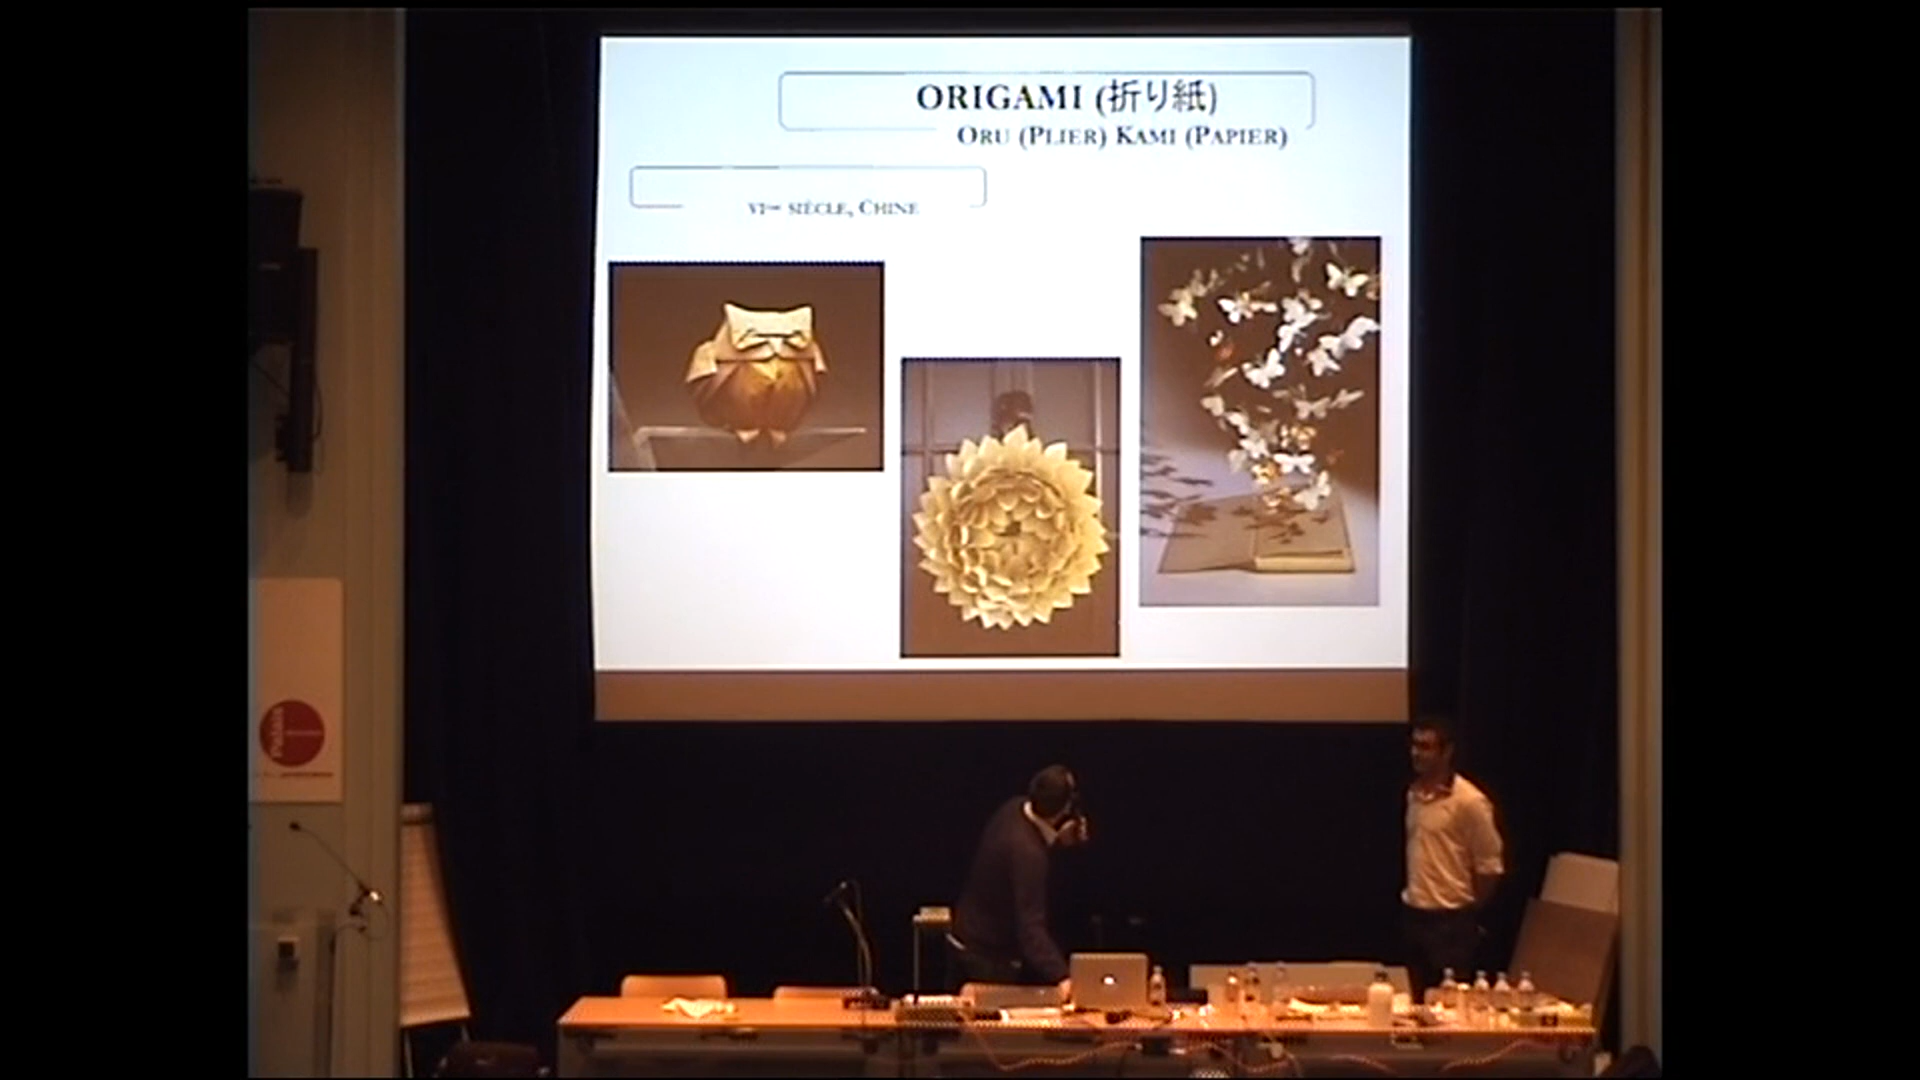 ORIGAMI (折り紙)
ORU (PLIER) KAMI (PAPIER)
VIème SIÈCLE, CHINE